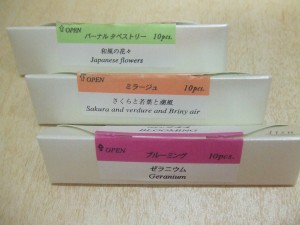 OPEN バーナルタペストリー 10pcs.
和風の花々
Japanese flowers
OPEN ミラージュ 10pcs.
さくらと若葉と潮風
Sakura and verdure and Briny air
OPEN ブルーミング 10pcs.
ゼラニウム
Geranium